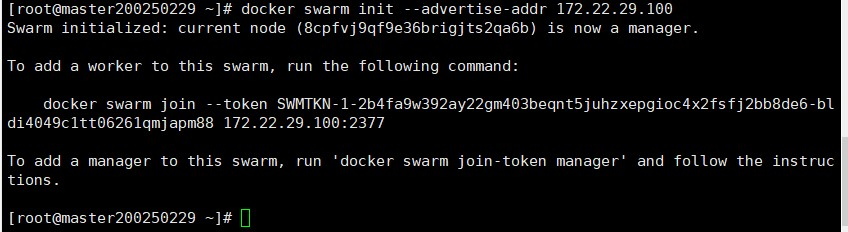 [root@master200250229 ~]# docker swarm init --advertise-addr 172.22.29.100
Swarm initialized: current node (8cpfvj9qf9e36brigjts2qa6b) is now a manager.
To add a worker to this swarm, run the following command:
docker swarm join --token SWMTKN-1-2b4fa9w392ay22gm403beqnt5juhzxepgioc4x2fsfj2bb8de6-bl
di4049c1tt06261qmjapm88 172.22.29.100:2377
To add a manager to this swarm, run 'docker swarm join-token manager' and follow the instruc
tions.
[root@master200250229 ~]#